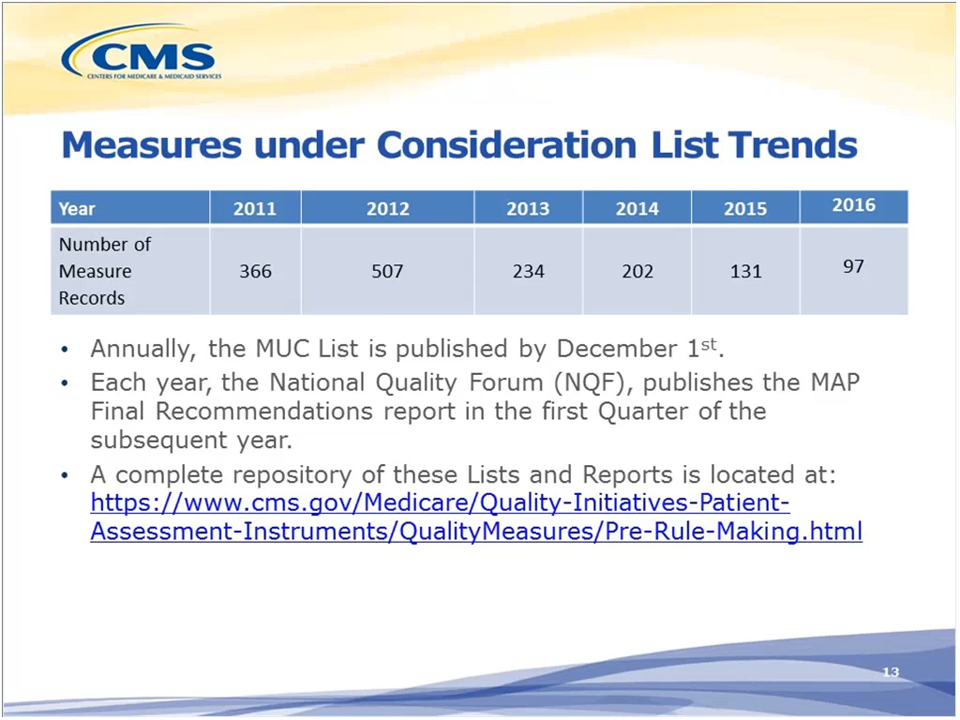 CMS
CENTERS FOR MEDICARE & MEDICAID SERVICES
Measures under Consideration List Trends
Year 2011 2012 2013 2014 2015 2016
Number of
Measure
Records
366 507 234 202 131 97
• Annually, the MUC List is published by December 1st.
• Each year, the National Quality Forum (NQF), publishes the MAP
Final Recommendations report in the first Quarter of the
subsequent year.
• A complete repository of these Lists and Reports is located at:
https://www.cms.gov/Medicare/Quality-Initiatives-Patient-
Assessment-Instruments/QualityMeasures/Pre-Rule-Making.html
13